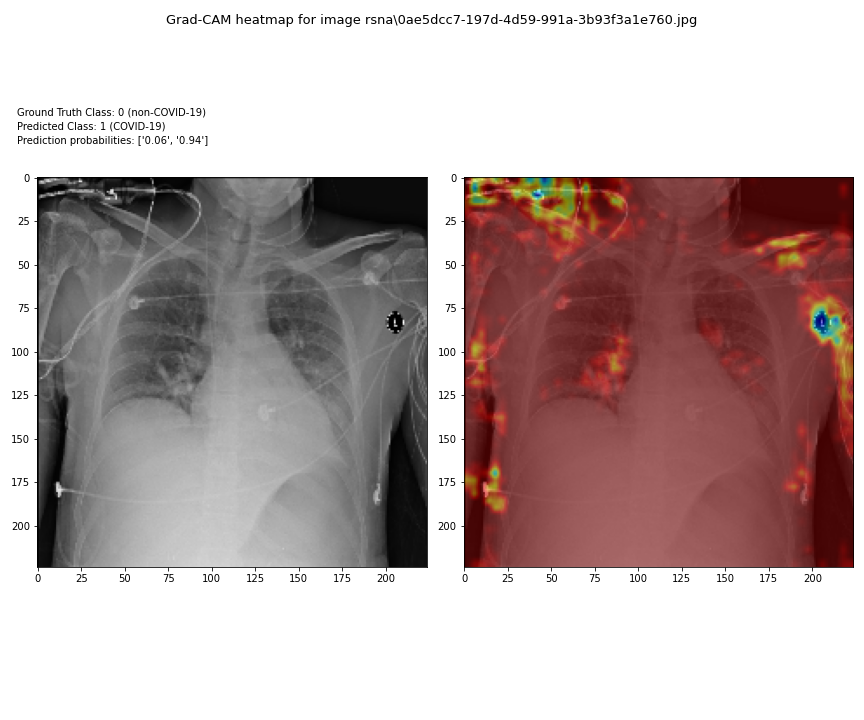 Grad-CAM heatmap for image rsna\0ae5dcc7-197d-4d59-991a-3b93f3a1e760.jpg
Ground Truth Class: 0 (non-COVID-19)
Predicted Class: 1 (COVID-19)
Prediction probabilities: ['0.06', '0.94']
0
25
50
75
100
125
150
175
200
0 25 50 75 100 125 150 175 200
L
0
25
50
75
100
125
150
175
200
0 25 50 75 100 125 150 175 200
L